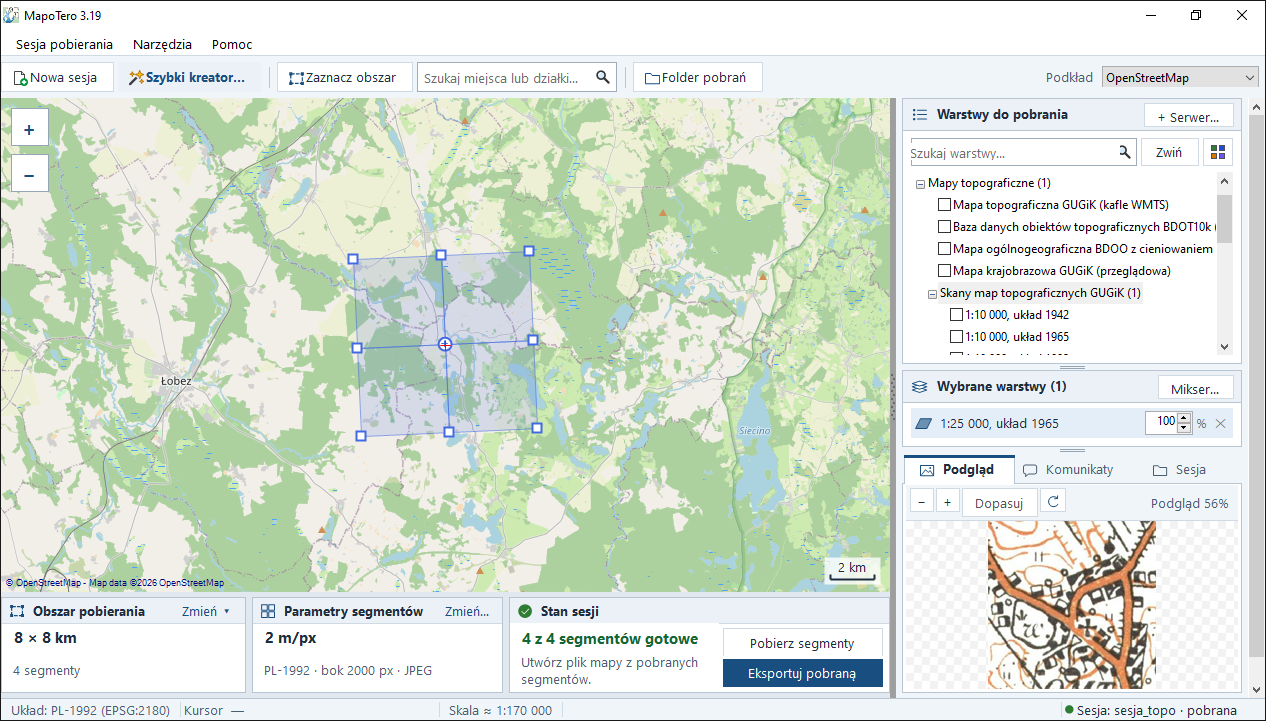 MapoTero 3.19
Sesja pobierania Narzędzia Pomoc
Nowa sesja Szybki kreator... Zaznacz obszar Szukaj miejsca lub działki... Folder pobrań Podkład OpenStreetMap
+
−
Łobez
Siecino
2 km
© OpenStreetMap - Map data ©2026 OpenStreetMap
Warstwy do pobrania + Serwer...
Szukaj warstwy... Zwiń
Mapy topograficzne (1)
Mapa topograficzna GUGiK (kafle WMTS)
Baza danych obiektów topograficznych BDOT10k (
Mapa ogólnogeograficzna BDOO z cieniowaniem
Mapa krajobrazowa GUGiK (przeglądowa)
Skany map topograficznych GUGiK (1)
1:10 000, układ 1942
1:10 000, układ 1965
Wybrane warstwy (1) Mikser...
1:25 000, układ 1965 100 %
Podgląd Komunikaty Sesja
− + Dopasuj Podgląd 56%
Obszar pobierania Zmień
8 × 8 km
4 segmenty
Parametry segmentów Zmień...
2 m/px
PL-1992 · bok 2000 px · JPEG
Stan sesji
4 z 4 segmentów gotowe
Utwórz plik mapy z pobranych
segmentów.
Pobierz segmenty
Eksportuj pobraną
Układ: PL-1992 (EPSG:2180) Kursor — Skala ≈ 1:170 000 Sesja: sesja_topo · pobrana